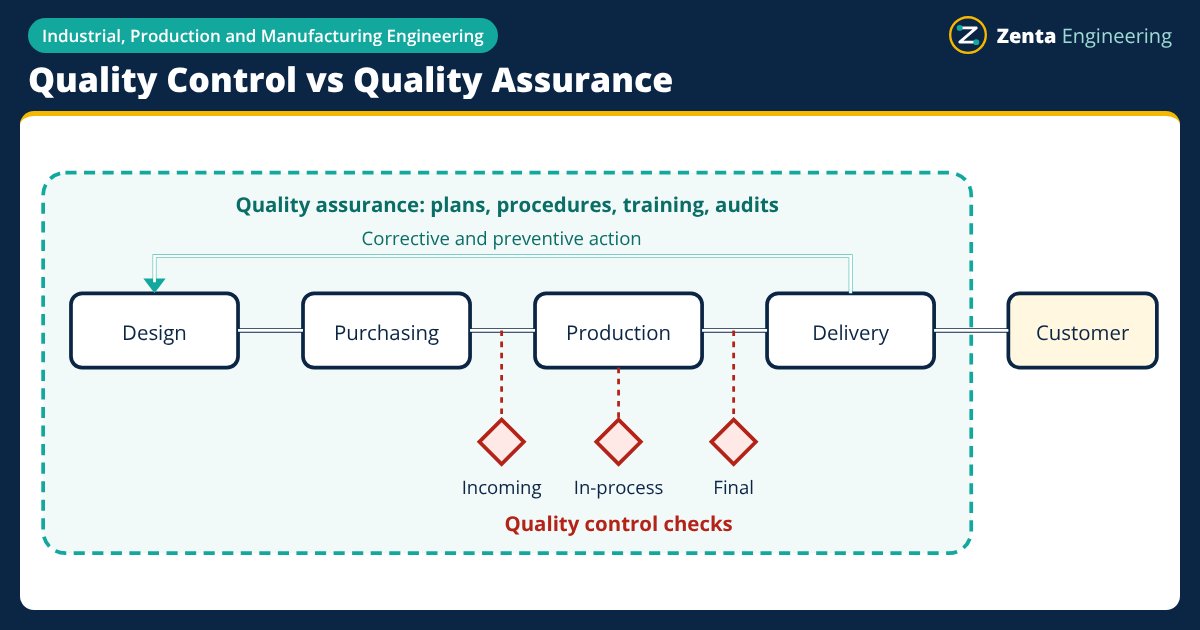 Industrial, Production and Manufacturing Engineering
Zenta Engineering
Quality Control vs Quality Assurance
Quality assurance: plans, procedures, training, audits
Corrective and preventive action
Design
Purchasing
Production
Delivery
Customer
Incoming
In-process
Final
Quality control checks